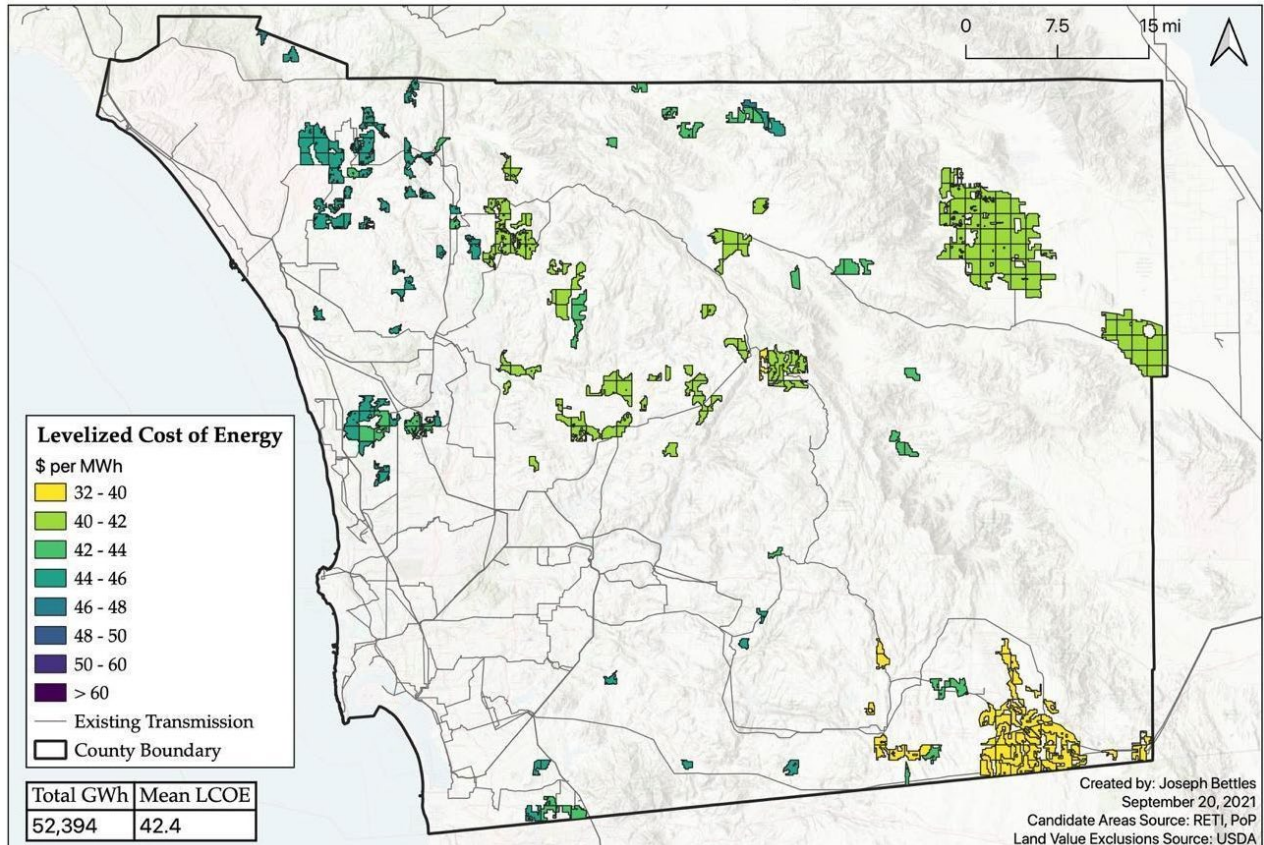 0 7.5 15 mi
Levelized Cost of Energy
$ per MWh
32 - 40
40 - 42
42 - 44
44 - 46
46 - 48
48 - 50
50 - 60
> 60
Existing Transmission
County Boundary
Total GWh Mean LCOE
52,394 42.4
Created by: Joseph Bettles
September 20, 2021
Candidate Areas Source: RETI, PoP
Land Value Exclusions Source: USDA